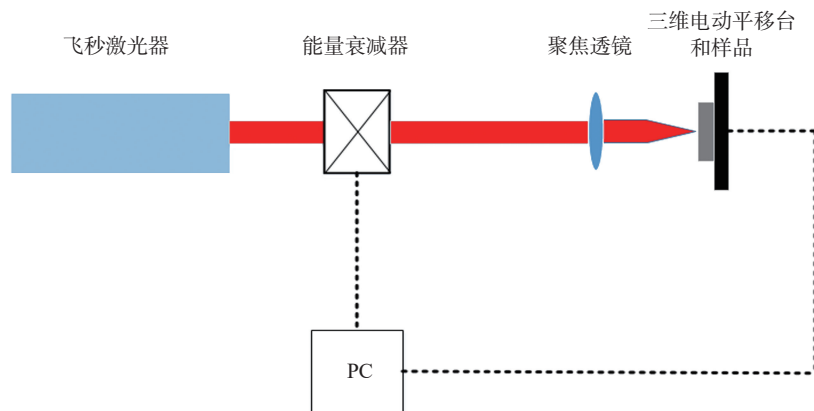 飞秒激光器
能量衰减器
聚焦透镜
三维电动平移台
和样品
PC